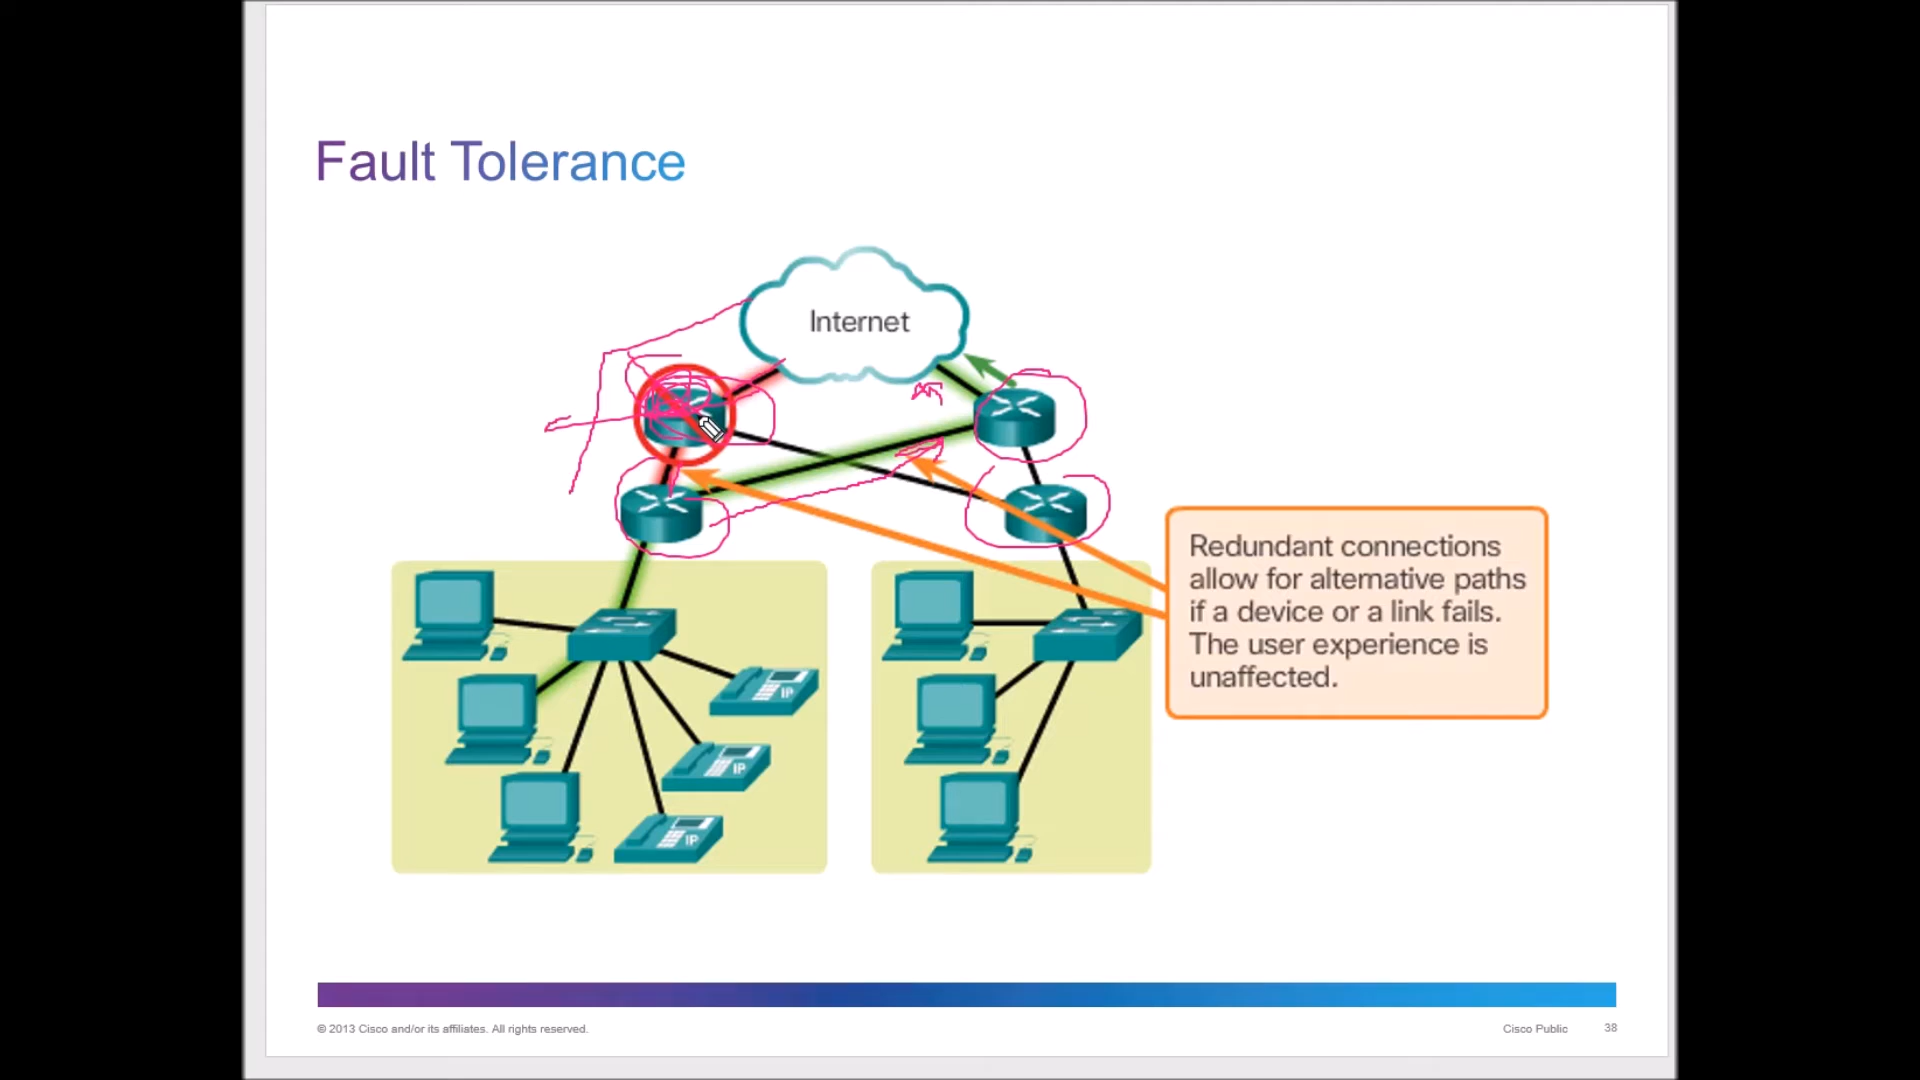 Fault Tolerance
Internet
Redundant connections
allow for alternative paths
if a device or a link fails.
The user experience is
unaffected.
IP
IP
IP
© 2013 Cisco and/or its affiliates. All rights reserved.
Cisco Public
38